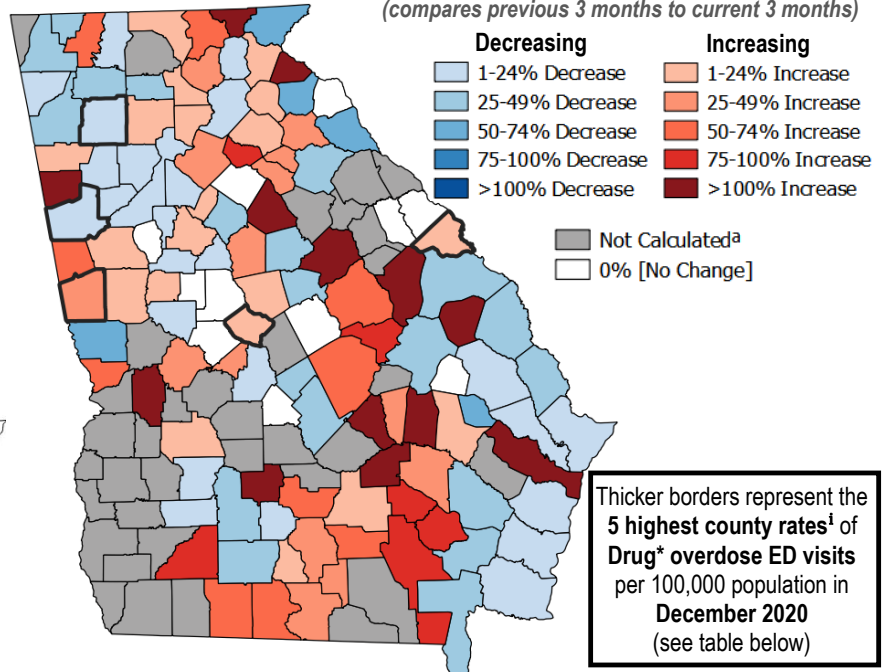 (compares previous 3 months to current 3 months)
Decreasing
1-24% Decrease
25-49% Decrease
50-74% Decrease
75-100% Decrease
>100% Decrease
Increasing
1-24% Increase
25-49% Increase
50-74% Increase
75-100% Increase
>100% Increase
Not Calculatedª
0% [No Change]
Thicker borders represent the
5 highest county ratesⁱ of
Drug* overdose ED visits
per 100,000 population in
December 2020
(see table below)